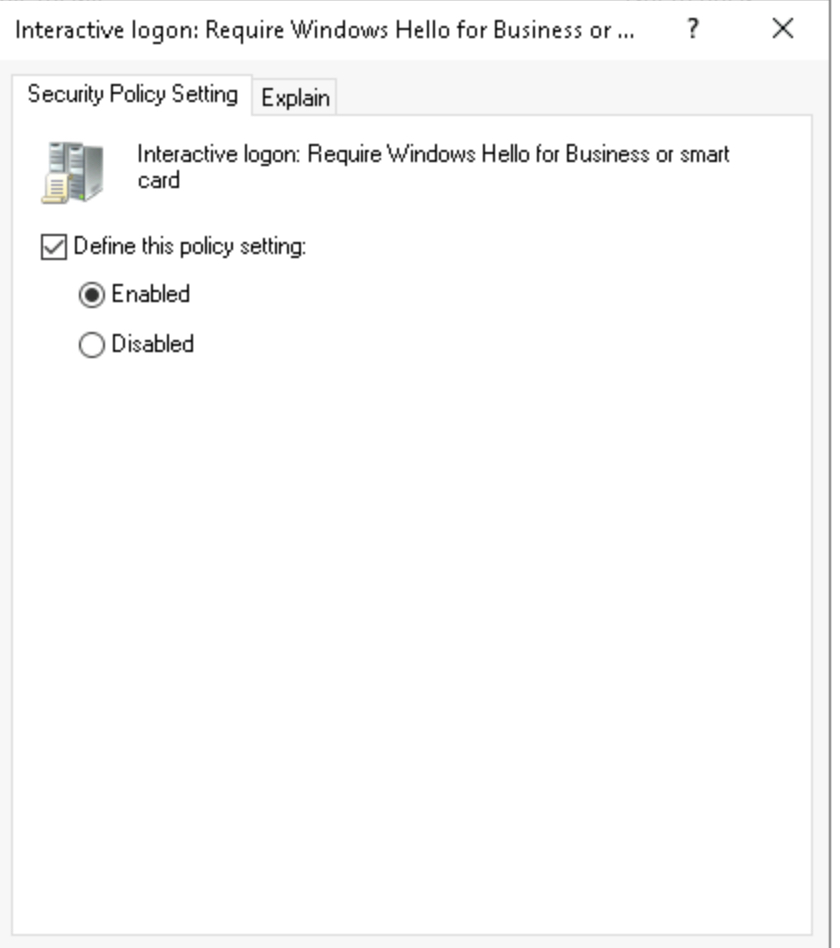 Interactive logon: Require Windows Hello for Business or ... ?
Security Policy Setting Explain
Interactive logon: Require Windows Hello for Business or smart
card
Define this policy setting:
Enabled
Disabled